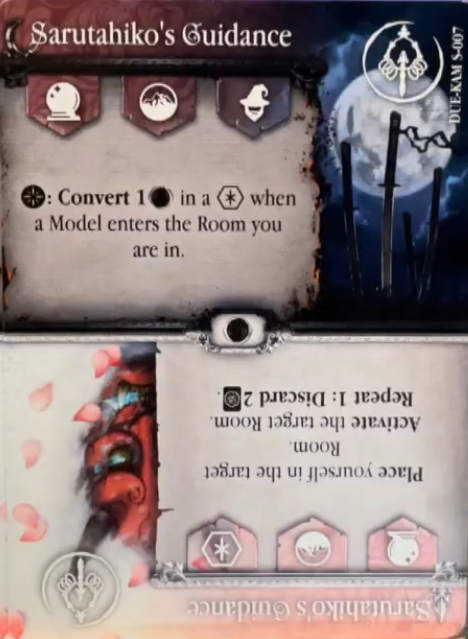 Sarutahiko's Guidance
DUE-KAM S-007
: Convert 1 in a when
a Model enters the Room you
are in.
Place yourself in the target
Room.
Activate the target Room.
Repeat 1: Discard 2 .
Sarutahiko's Guidance